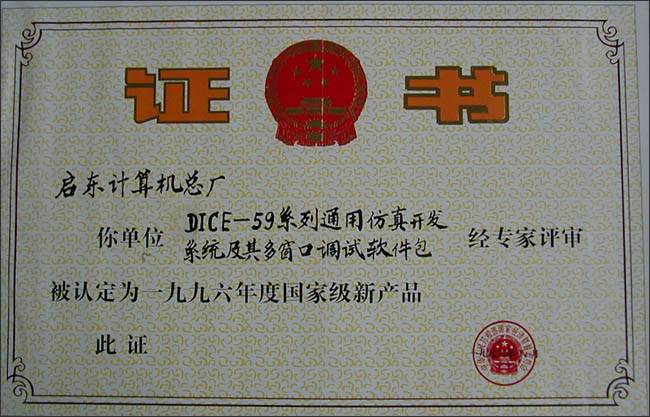 证书
启东计算机总厂
你单位 DICE-59系列通用仿真开发 经专家评审
系统及其多窗口调试软件包
被认定为一九九六年度国家级新产品
此证